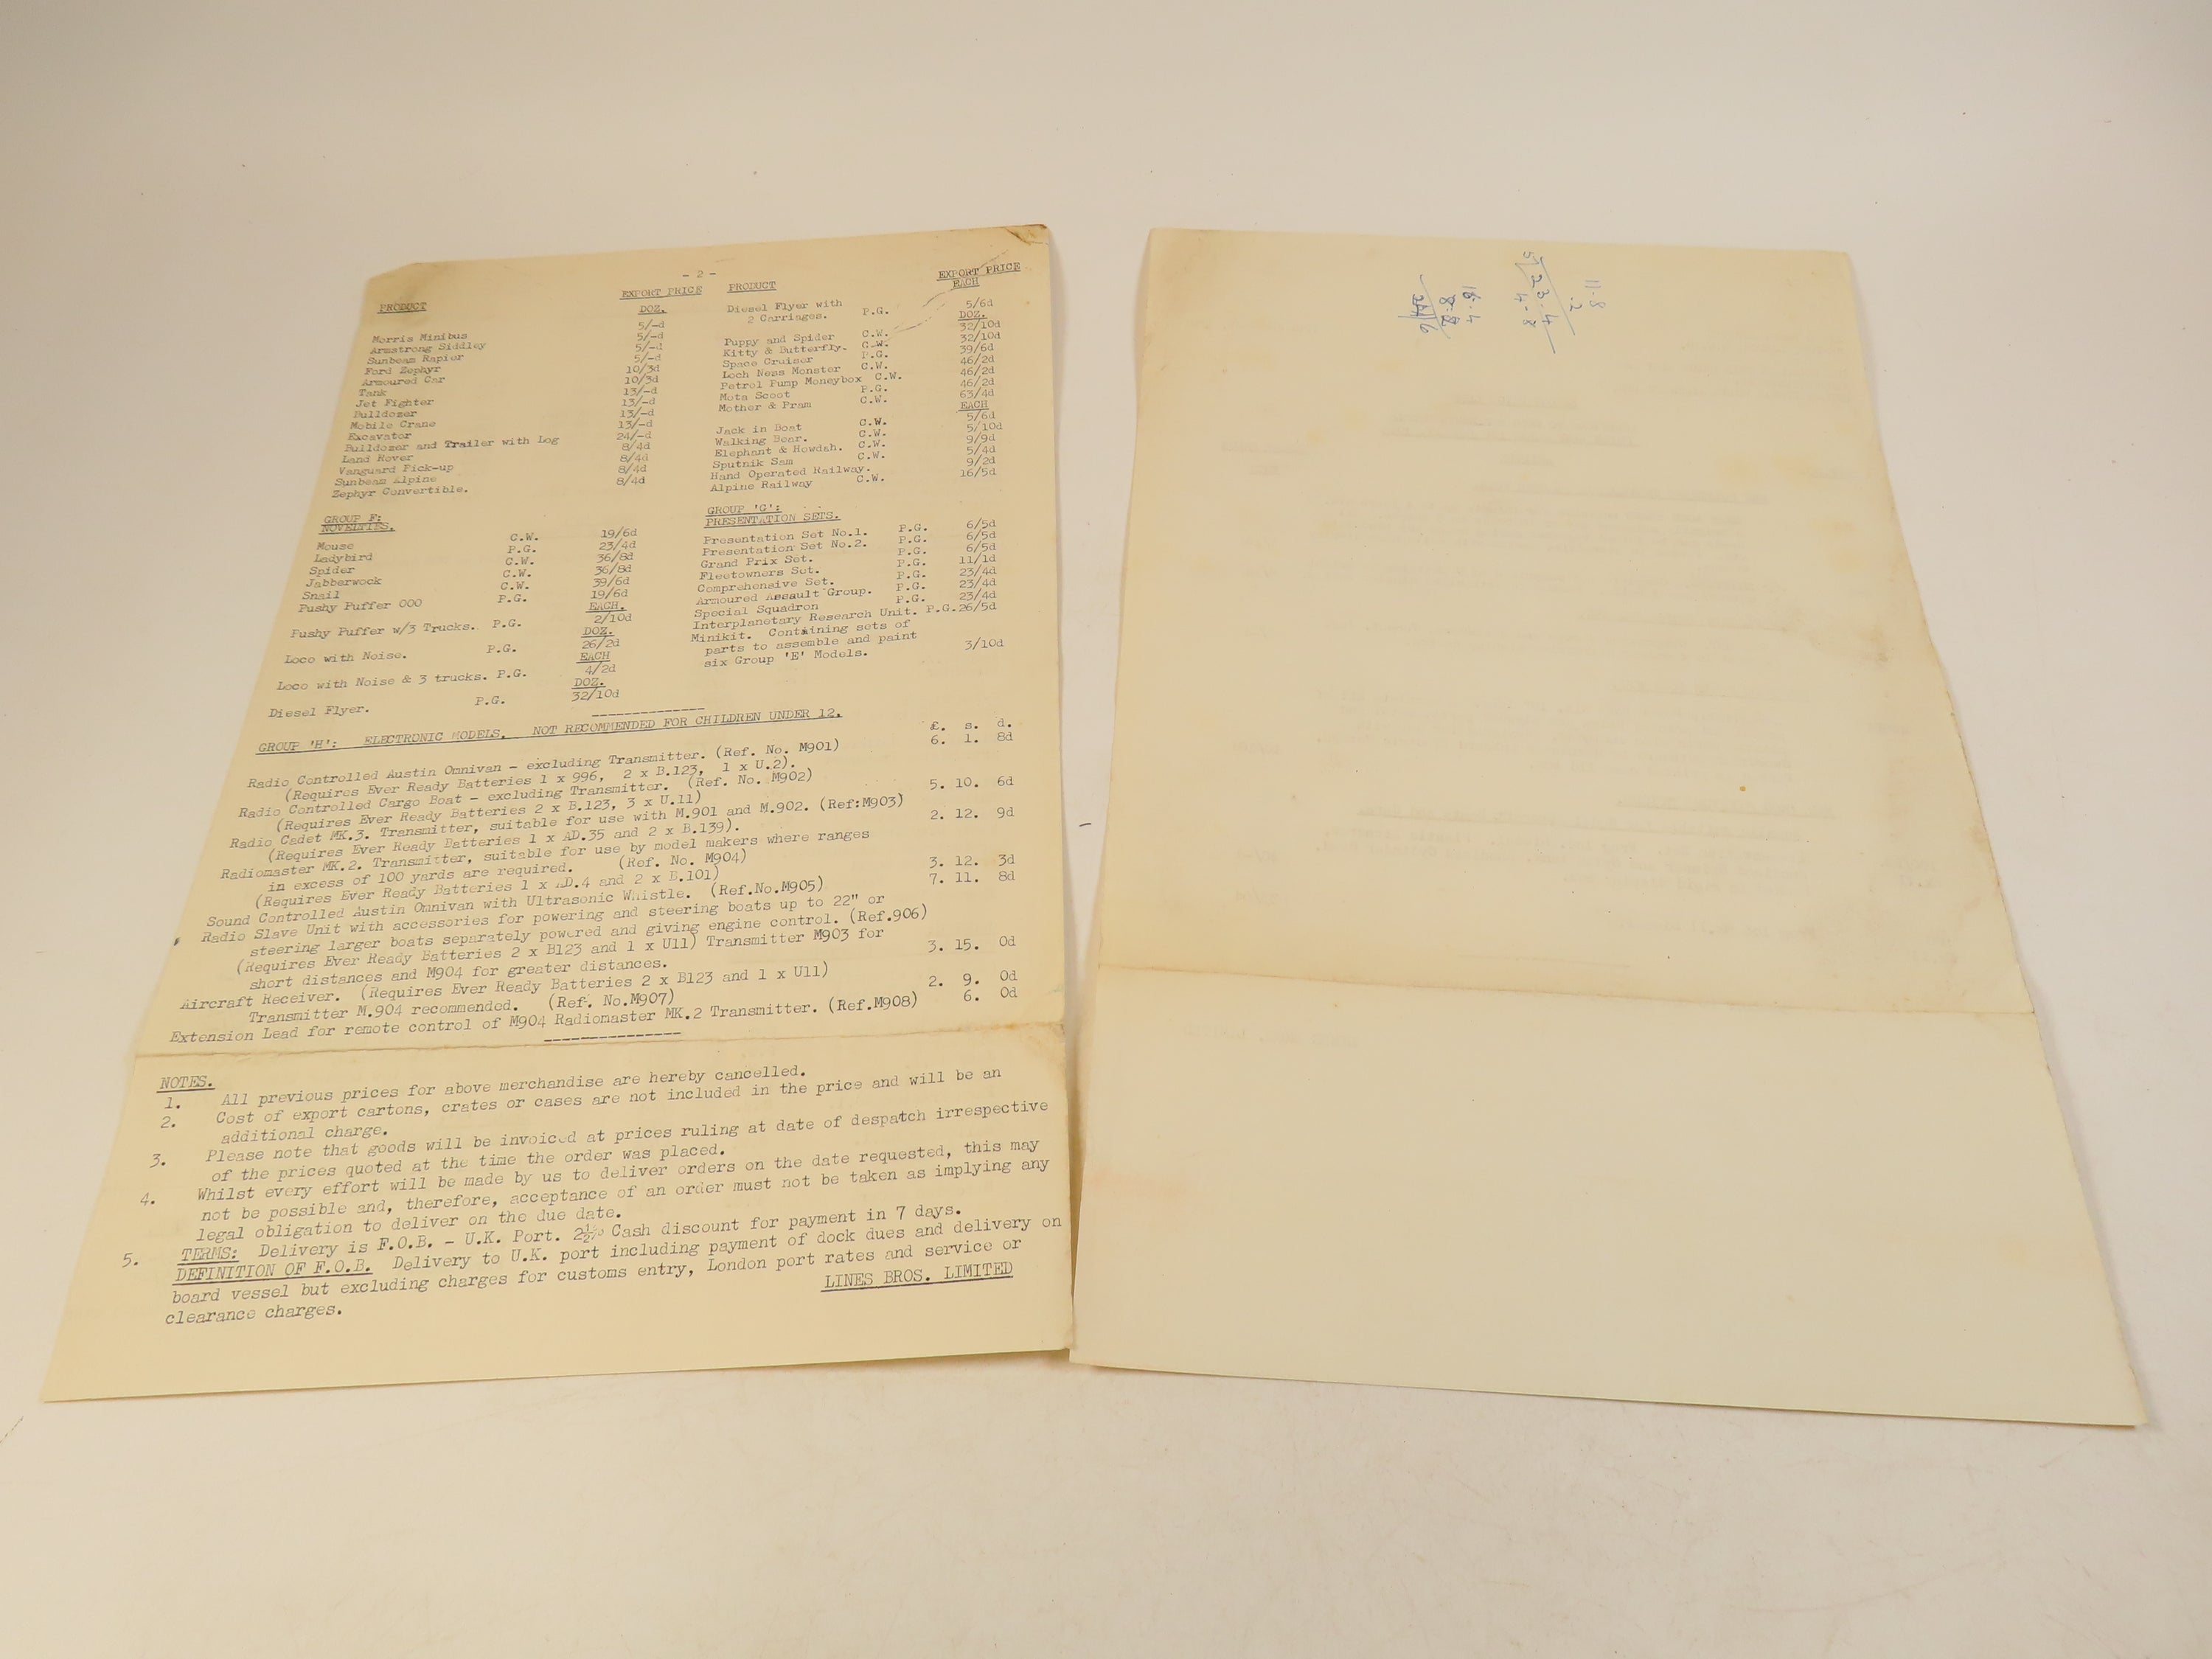 - 2 -
PRODUCT
EXPORT PRICE
DOZ.
Morris Minibus 5/-d
Armstrong Siddley 5/-d
Sunbeam Rapier 5/-d
Ford Zephyr 5/-d
Armoured Car 10/3d
Tank 10/3d
Jet Fighter 13/-d
Bulldozer 13/-d
Mobile Crane 13/-d
Excavator 13/-d
Bulldozer and Trailer with Log 24/-d
Land Rover 8/4d
Vanguard Pick-up 8/4d
Sunbeam Alpine 8/4d
Zephyr Convertible. 8/4d
GROUP F:
NOVELTIES.
Mouse C.W. 19/6d
Ladybird P.G. 23/4d
Spider C.W. 36/8d
Jabberwock C.W. 36/8d
Snail C.W. 39/6d
Pushy Puffer 000 P.G. 19/6d
EACH.
Pushy Puffer w/3 Trucks. P.G. 2/10d
DOZ.
Loco with Noise. P.G. 26/2d
EACH
Loco with Noise & 3 trucks. P.G. 4/2d
DOZ.
Diesel Flyer. P.G. 32/10d
PRODUCT
EXPORT PRICE
EACH
Diesel Flyer with
2 Carriages. P.G. 5/6d
DOZ.
Puppy and Spider C.W. 32/10d
Kitty & Butterfly. C.W. 32/10d
Space Cruiser P.G. 39/6d
Loch Ness Monster C.W. 46/2d
Petrol Pump Moneybox C.W. 46/2d
Mota Scoot P.G. 46/2d
Mother & Pram C.W. 63/4d
EACH
Jack in Boat C.W. 5/6d
Walking Bear. C.W. 5/10d
Elephant & Howdah. C.W. 9/9d
Sputnik Sam C.W. 5/4d
Hand Operated Railway. 9/2d
Alpine Railway C.W. 16/5d
GROUP 'G':
PRESENTATION SETS.
Presentation Set No.1. P.G. 6/5d
Presentation Set No.2. P.G. 6/5d
Grand Prix Set. P.G. 6/5d
Fleetowners Set. P.G. 11/1d
Comprehensive Set. P.G. 23/4d
Armoured Assault Group. P.G. 23/4d
Special Squadron P.G. 23/4d
Interplanetary Research Unit. P.G. 26/5d
Minikit. Containing sets of
parts to assemble and paint
six Group 'E' Models. 3/10d
GROUP 'H': ELECTRONIC MODELS. NOT RECOMMENDED FOR CHILDREN UNDER 12.
£. s. d.
Radio Controlled Austin Omnivan - excluding Transmitter. (Ref. No. M901) 6. 1. 8d
(Requires Ever Ready Batteries 1 x 996, 2 x B.123, 1 x U.2).
Radio Controlled Cargo Boat - excluding Transmitter. (Ref. No. M902) 5. 10. 6d
(Requires Ever Ready Batteries 2 x B.123, 3 x U.11)
Radio Cadet MK.3. Transmitter, suitable for use with M.901 and M.902. (Ref:M903) 2. 12. 9d
(Requires Ever Ready Batteries 1 x AD.35 and 2 x B.139).
Radiomaster MK.2. Transmitter, suitable for use by model makers where ranges
in excess of 100 yards are required. (Ref. No. M904) 3. 12. 3d
(Requires Ever Ready Batteries 1 x AD.4 and 2 x B.101)
Sound Controlled Austin Omnivan with Ultrasonic Whistle. (Ref.No.M905) 7. 11. 8d
Radio Slave Unit with accessories for powering and steering boats up to 22" or
steering larger boats separately powered and giving engine control. (Ref.906)
(Requires Ever Ready Batteries 2 x B123 and 1 x U11) Transmitter M903 for
short distances and M904 for greater distances. 3. 15. 0d
Aircraft Receiver. (Requires Ever Ready Batteries 2 x B123 and 1 x U11)
Transmitter M.904 recommended. (Ref. No.M907) 2. 9. 0d
Extension Lead for remote control of M904 Radiomaster MK.2 Transmitter. (Ref.M908) 6. 0d
NOTES.
1. All previous prices for above merchandise are hereby cancelled.
2. Cost of export cartons, crates or cases are not included in the price and will be an
additional charge.
3. Please note that goods will be invoiced at prices ruling at date of despatch irrespective
of the prices quoted at the time the order was placed.
4. Whilst every effort will be made by us to deliver orders on the date requested, this may
not be possible and, therefore, acceptance of an order must not be taken as implying any
legal obligation to deliver on the due date.
5. TERMS: Delivery is F.O.B. - U.K. Port. 2½% Cash discount for payment in 7 days.
DEFINITION OF F.O.B. Delivery to U.K. port including payment of dock dues and delivery on
board vessel but excluding charges for customs entry, London port rates and service or
clearance charges.
LINES BROS. LIMITED
11-8
.2
5 23.4
4-8
16.4